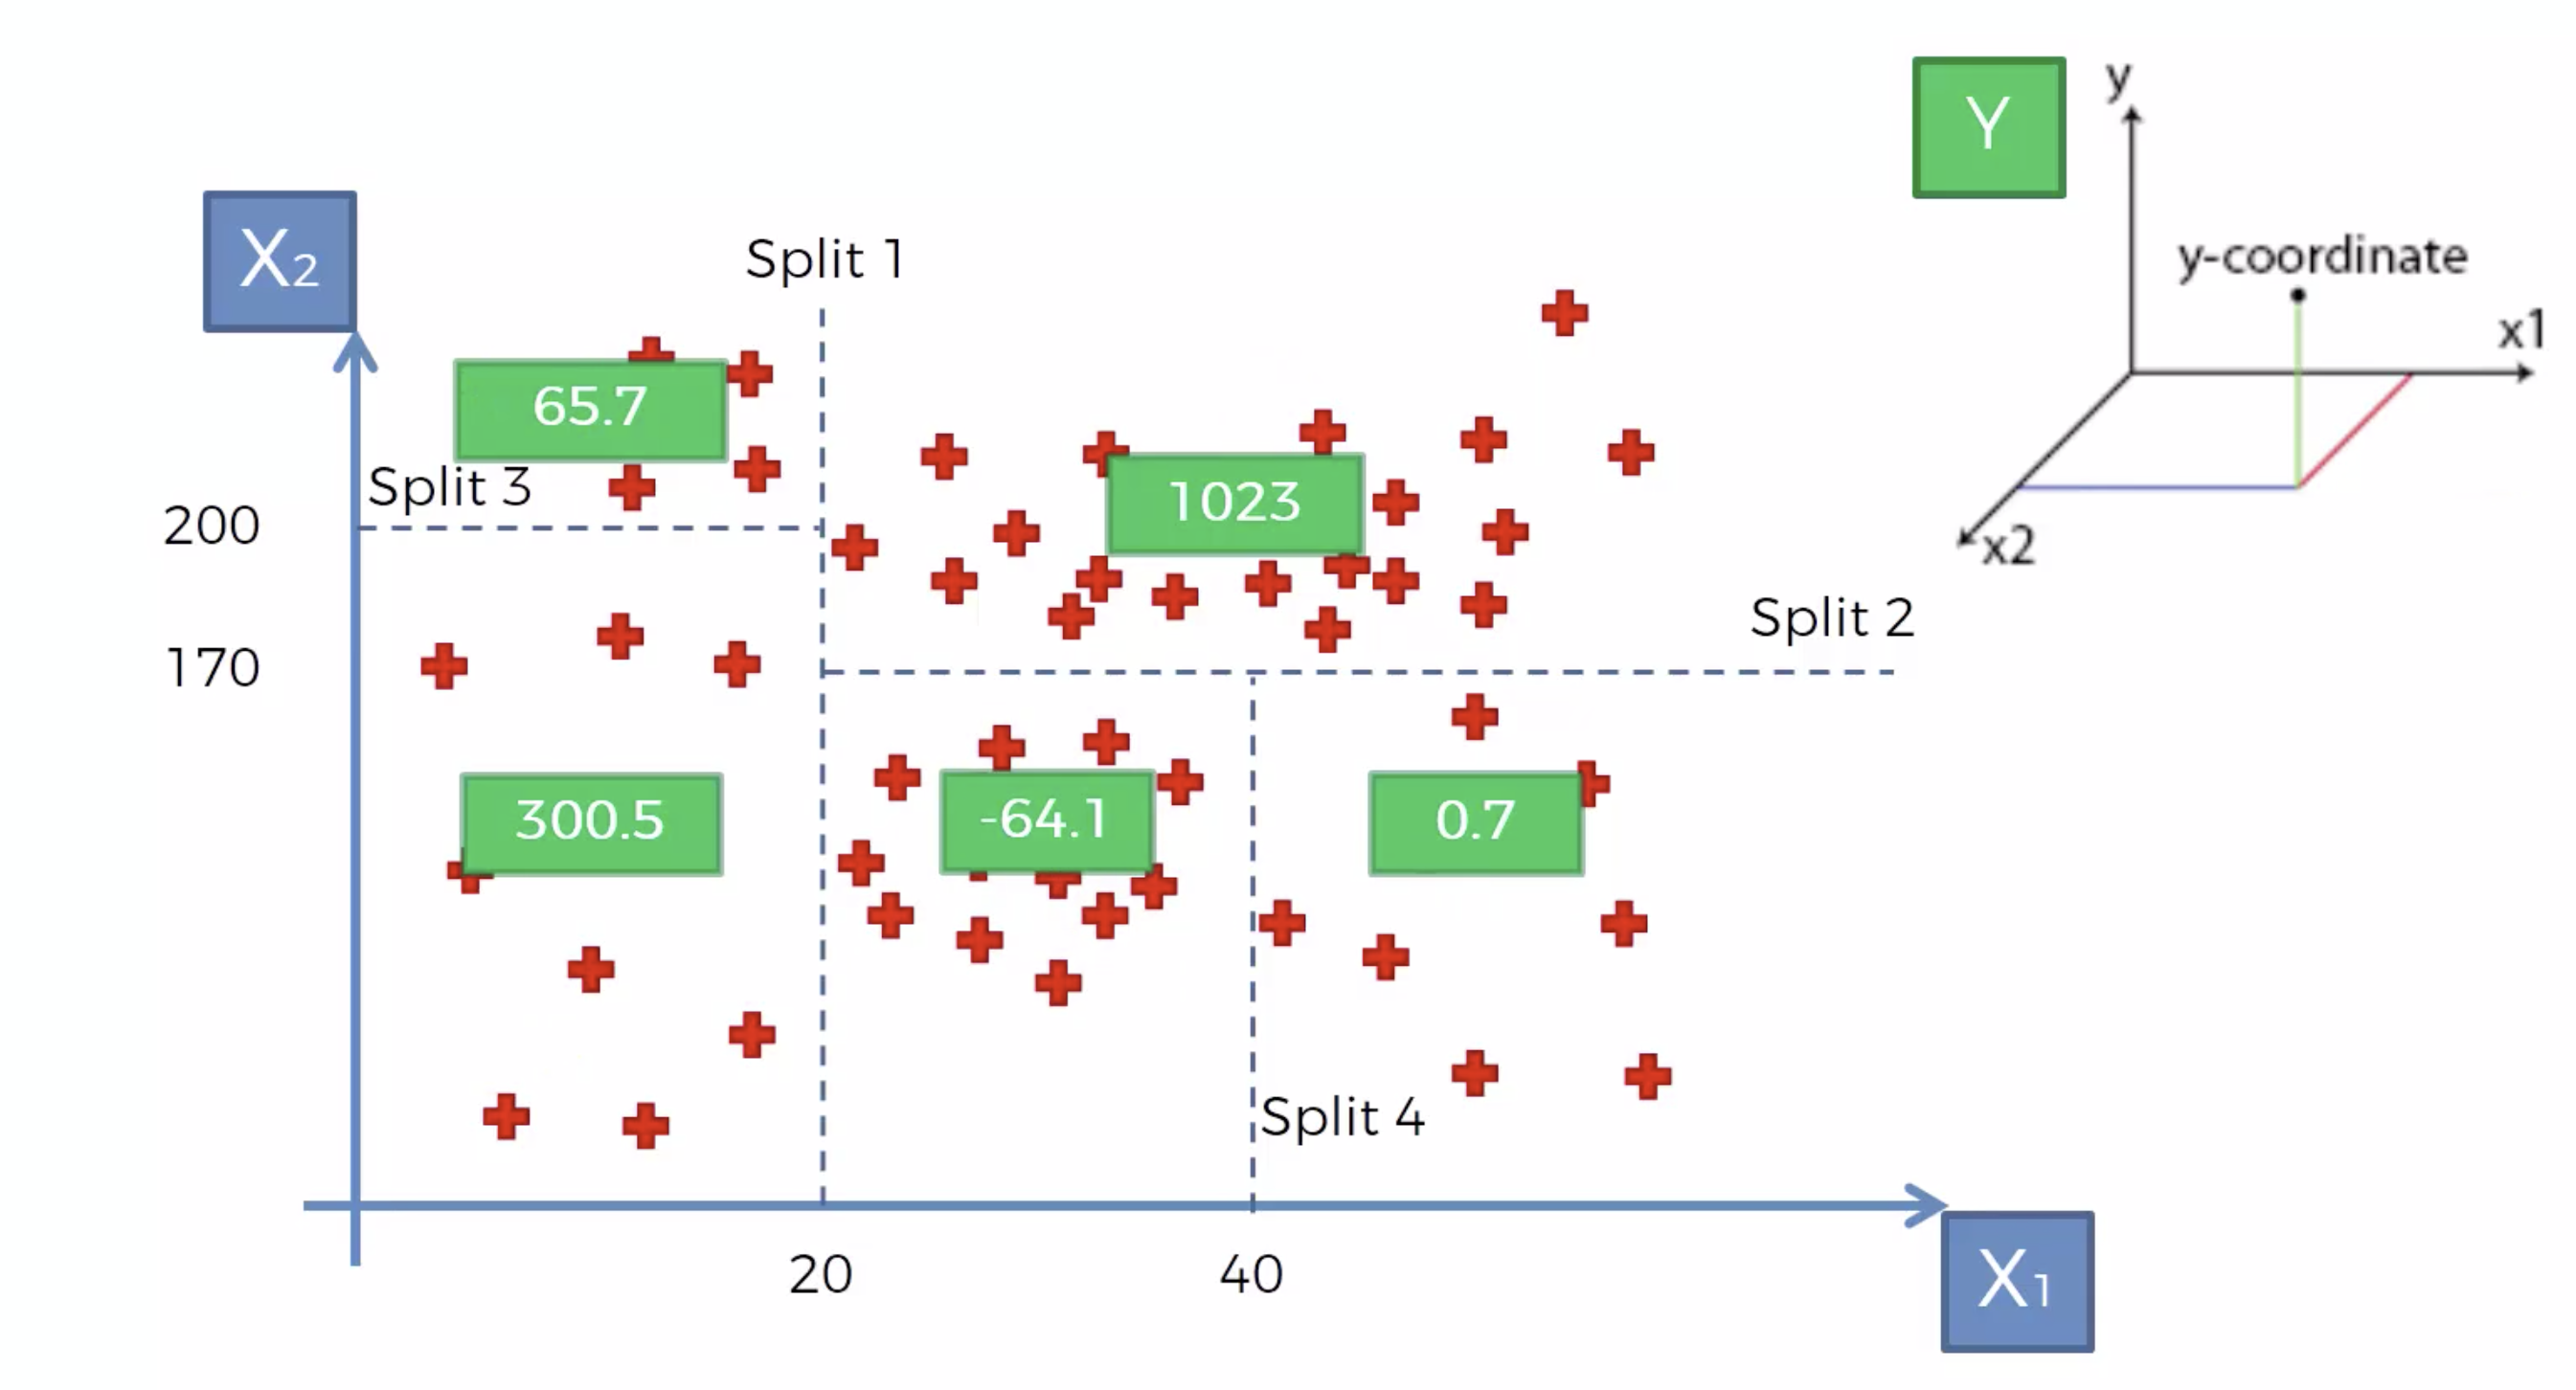 Y
y
X2
Split 1
y-coordinate
x1
65.7
Split 3
1023
200
x2
170
Split 2
300.5
-64.1
0.7
Split 4
20
40
X1